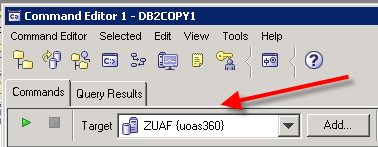 Command Editor 1 - DB2COPY1
Command Editor Selected Edit View Tools Help
Commands Query Results
Target ZUAF {uoas360} Add...